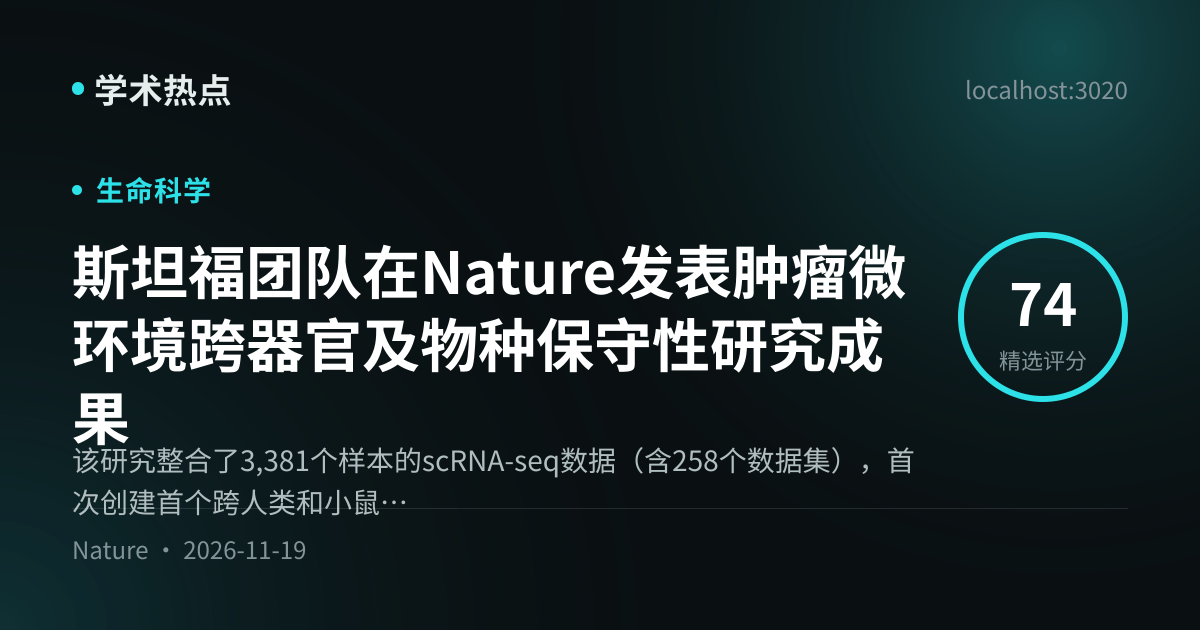 学术热点
localhost:3020
生命科学
斯坦福团队在Nature发表肿瘤微
环境跨器官及物种保守性研究成
果
74
精选评分
该研究整合了3,381个样本的scRNA-seq数据（含258个数据集），首
次创建首个跨人类和小鼠…
Nature · 2026-11-19